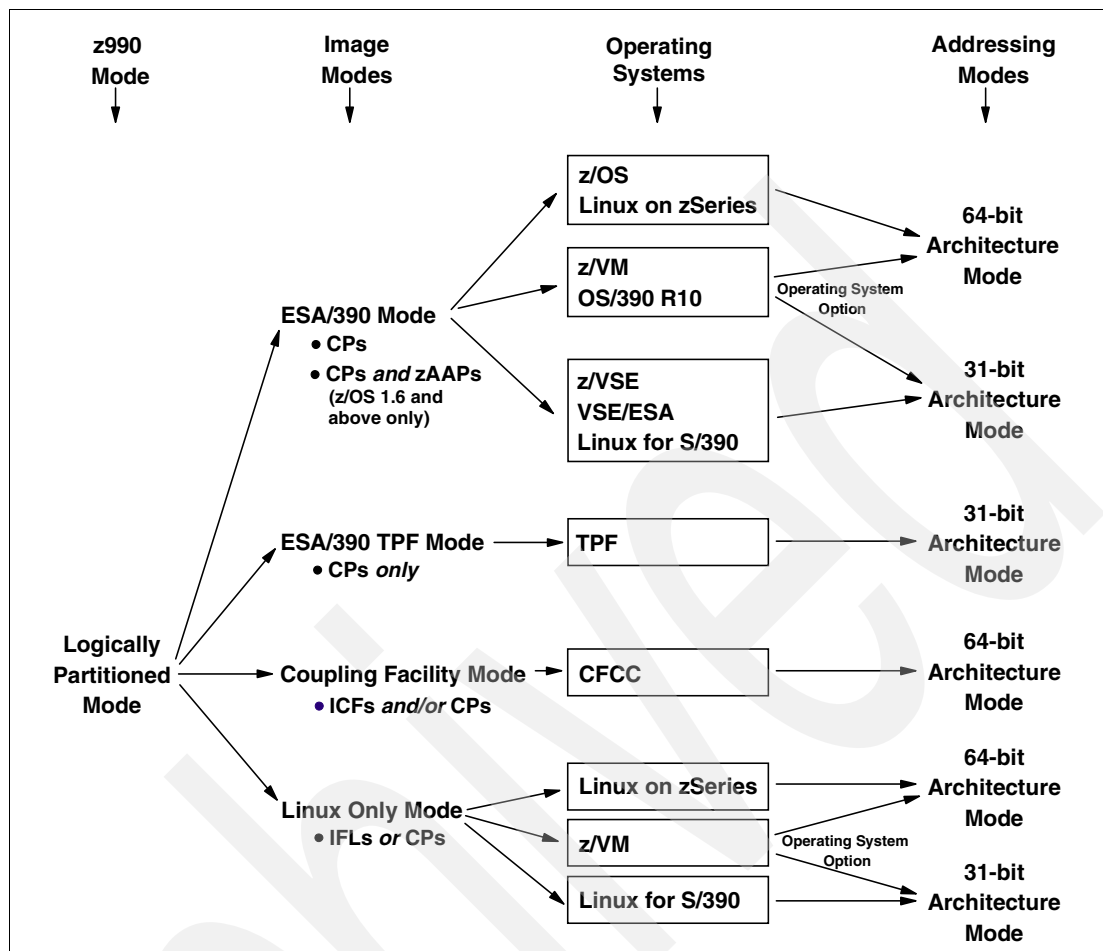 z990
Mode
Image
Modes
Operating
Systems
Addressing
Modes
z/OS
Linux on zSeries
64-bit
Architecture
Mode
z/VM
OS/390 R10
Operating System
Option
ESA/390 Mode
• CPs
• CPs and zAAPs
(z/OS 1.6 and
above only)
z/VSE
VSE/ESA
Linux for S/390
31-bit
Architecture
Mode
ESA/390 TPF Mode
• CPs only
TPF
31-bit
Architecture
Mode
Logically
Partitioned
Mode
Coupling Facility Mode
• ICFs and/or CPs
CFCC
64-bit
Architecture
Mode
Linux Only Mode
• IFLs or CPs
Linux on zSeries
z/VM
Linux for S/390
Operating System
Option
64-bit
Architecture
Mode
31-bit
Architecture
Mode